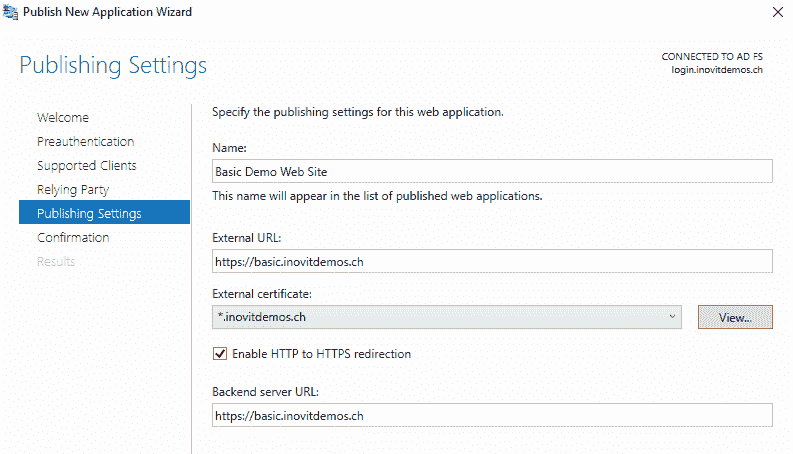 Publish New Application Wizard
Publishing Settings
CONNECTED TO AD FS
login.inovitdemos.ch
Welcome
Preauthentication
Supported Clients
Relying Party
Publishing Settings
Confirmation
Results
Specify the publishing settings for this web application.
Name:
Basic Demo Web Site
This name will appear in the list of published web applications.
External URL:
https://basic.inovitdemos.ch
External certificate:
*.inovitdemos.ch
View...
Enable HTTP to HTTPS redirection
Backend server URL:
https://basic.inovitdemos.ch